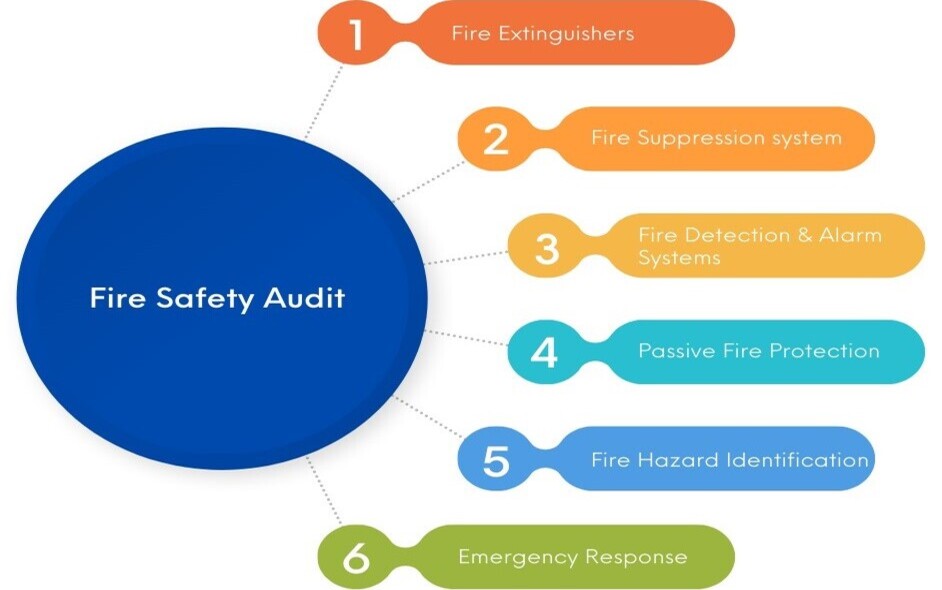 1
Fire Extinguishers
2
Fire Suppression system
3
Fire Detection & Alarm
Systems
Fire Safety Audit
4
Passive Fire Protection
5
Fire Hazard Identification
6
Emergency Response